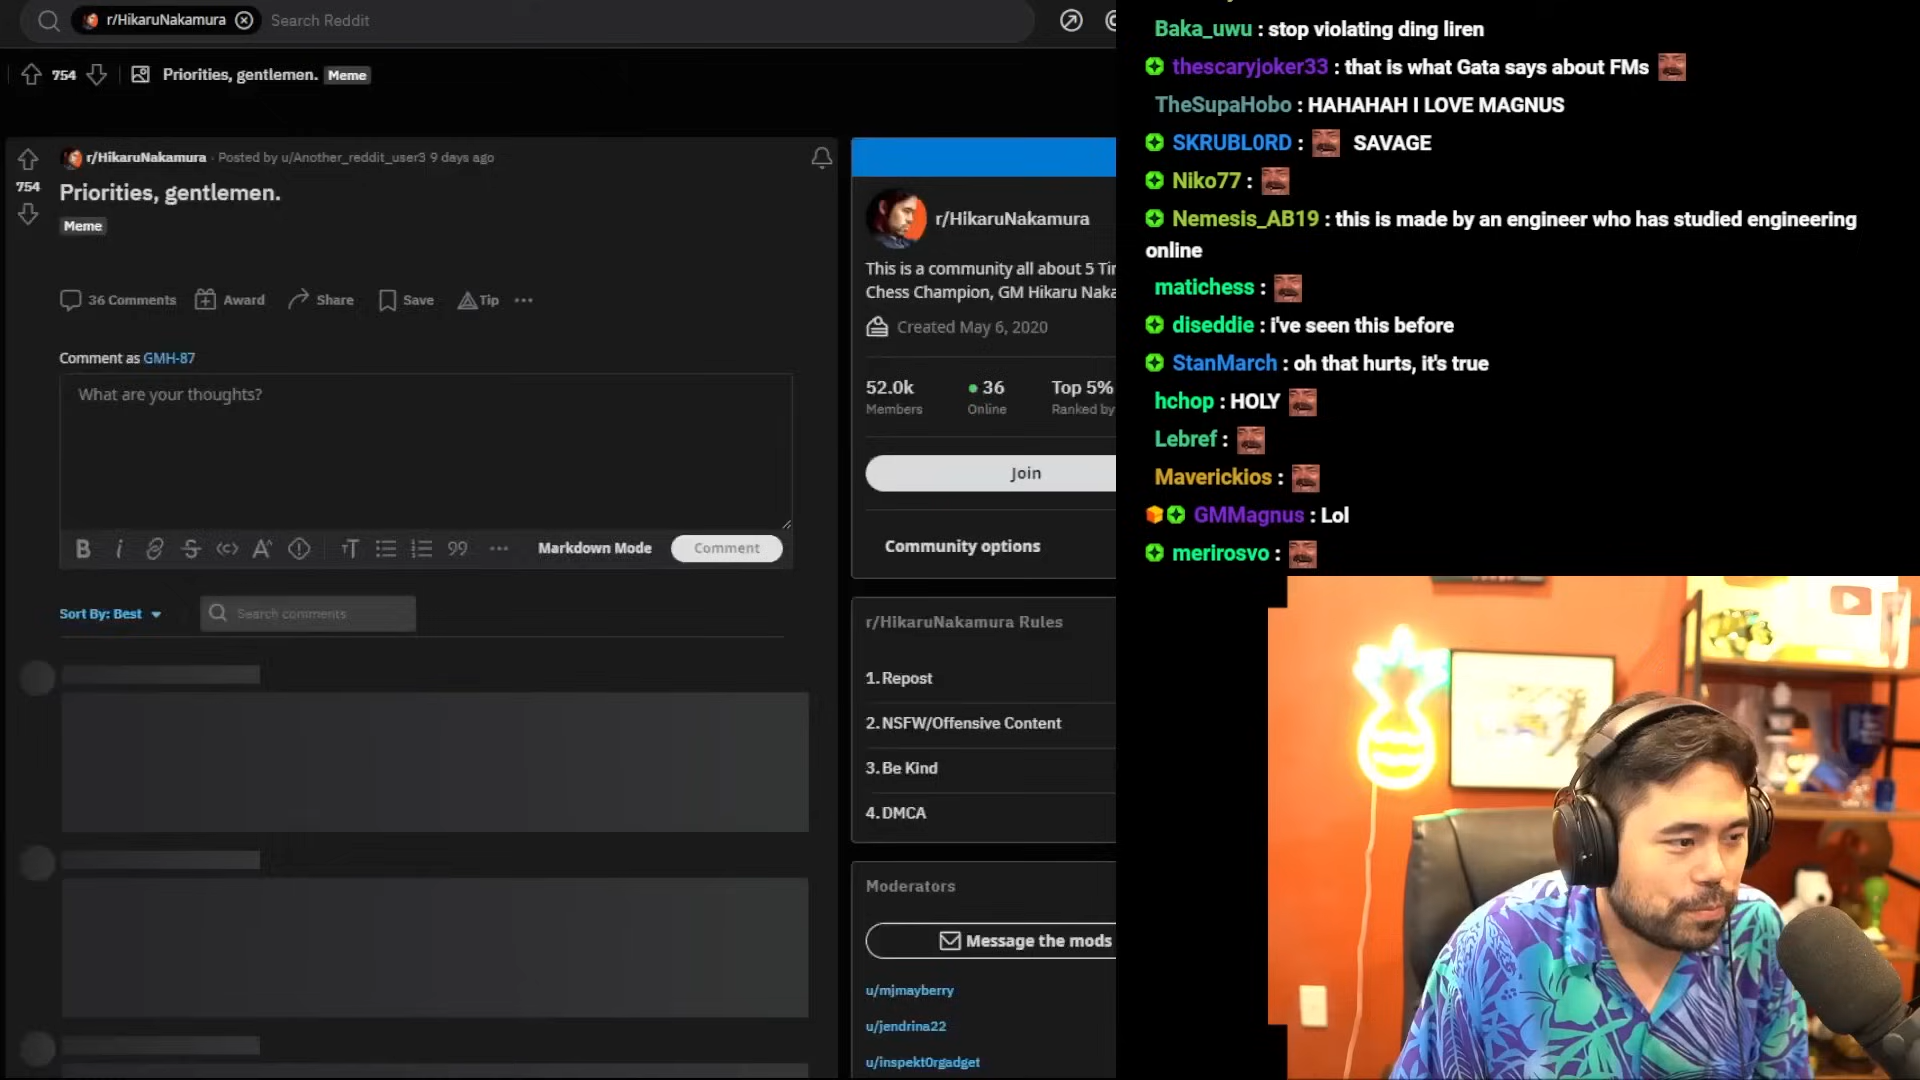 r/HikaruNakamura
Search Reddit
754
Priorities, gentlemen.
Meme
r/HikaruNakamura · Posted by u/Another_reddit_user3 9 days ago
754
Priorities, gentlemen.
Meme
36 Comments
Award
Share
Save
Tip
Comment as GMH-87
What are your thoughts?
Markdown Mode
Comment
Sort By: Best
Search comments
r/HikaruNakamura
This is a community all about 5
Chess Champion, GM Hikaru
Created May 6, 2020
52.0k
36
Top 5%
Members
Online
Ranked by
Join
Community options
r/HikaruNakamura Rules
1. Repost
2. NSFW/Offensive Content
3. Be Kind
4. DMCA
Moderators
Message the mods
u/mjmayberry
u/jendrina22
u/inspekt0rgadget
Baka_uwu : stop violating ding liren
thescaryjoker33 : that is what Gata says about FMs
TheSupaHobo : HAHAHAH I LOVE MAGNUS
SKRUBL0RD : SAVAGE
Niko77 :
Nemesis_AB19 : this is made by an engineer who has studied engineering
online
matichess :
diseddie : i've seen this before
StanMarch : oh that hurts, it's true
hchop : HOLY
Lebref :
Maverickios :
GMMagnus : Lol
merirosvo :